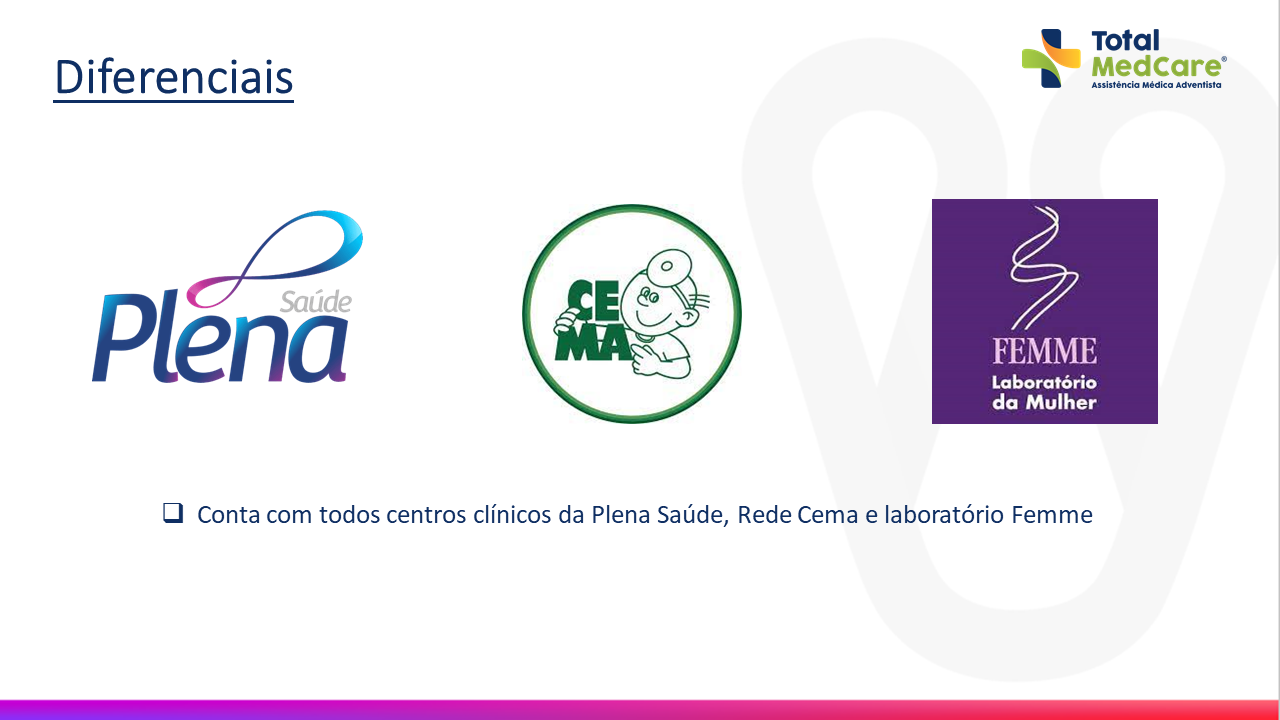 Diferenciais
Total
MedCare®
Assistência Médica Adventista
Plena
Saúde
CE
MA
FEMME
Laboratório
da Mulher
❑ Conta com todos centros clínicos da Plena Saúde, Rede Cema e laboratório Femme